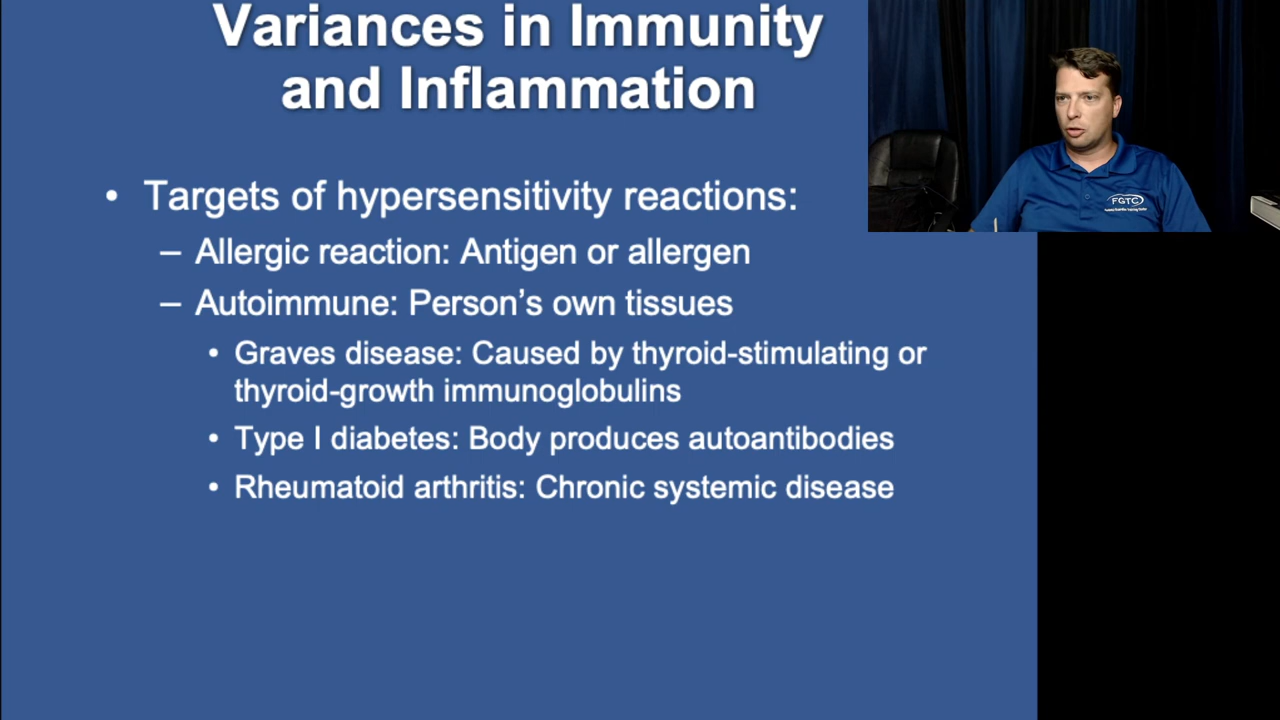 Variances in Immunity
and Inflammation
• Targets of hypersensitivity reactions:
– Allergic reaction: Antigen or allergen
– Autoimmune: Person's own tissues
• Graves disease: Caused by thyroid-stimulating or
thyroid-growth immunoglobulins
• Type I diabetes: Body produces autoantibodies
• Rheumatoid arthritis: Chronic systemic disease
FGTC